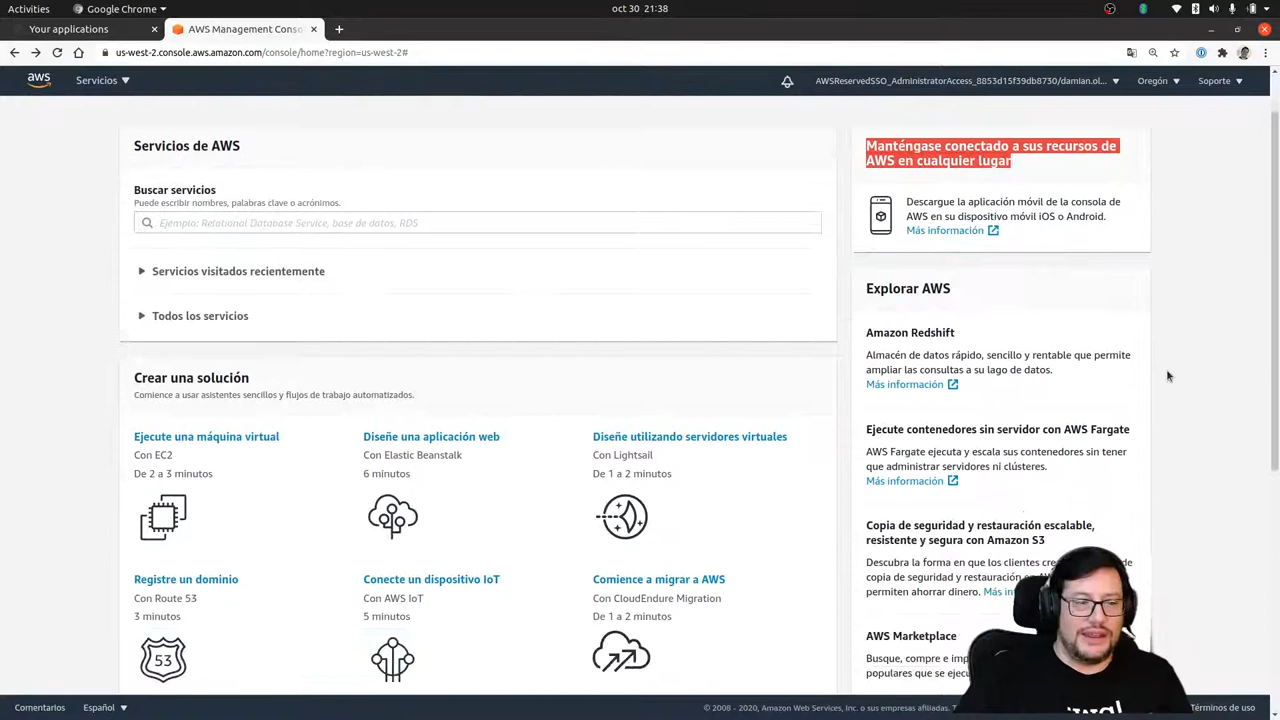 Activities
Google Chrome
oct 30 21:38
Your applications
AWS Management Conso
us-west-2.console.aws.amazon.com/console/home?region=us-west-2#
aws
Servicios
AWSReservedSSO_AdministratorAccess_8853d15f39db8730/damian.ol...
Oregón
Soporte
Servicios de AWS
Buscar servicios
Puede escribir nombres, palabras clave o acrónimos.
Ejemplo: Relational Database Service, base de datos, RDS
Servicios visitados recientemente
Todos los servicios
Crear una solución
Comience a usar asistentes sencillos y flujos de trabajo automatizados.
Ejecute una máquina virtual
Con EC2
De 2 a 3 minutos
Diseñe una aplicación web
Con Elastic Beanstalk
6 minutos
Diseñe utilizando servidores virtuales
Con Lightsail
De 1 a 2 minutos
Registre un dominio
Con Route 53
3 minutos
53
Conecte un dispositivo IoT
Con AWS IoT
5 minutos
Comience a migrar a AWS
Con CloudEndure Migration
De 1 a 2 minutos
Manténgase conectado a sus recursos de
AWS en cualquier lugar
Descargue la aplicación móvil de la consola de
AWS en su dispositivo móvil iOS o Android.
Más información
Explorar AWS
Amazon Redshift
Almacén de datos rápido, sencillo y rentable que permite
ampliar las consultas a su lago de datos.
Más información
Ejecute contenedores sin servidor con AWS Fargate
AWS Fargate ejecuta y escala sus contenedores sin tener
que administrar servidores ni clústeres.
Más información
Copia de seguridad y restauración escalable,
resistente y segura con Amazon S3
Descubra la forma en que los clientes de
copia de seguridad y restauración
permiten ahorrar dinero. Más
AWS Marketplace
Busque, compre e
populares que se
Comentarios
Español
© 2008 - 2020, Amazon Web Services, Inc. o sus empresas afiliadas.
Términos de uso